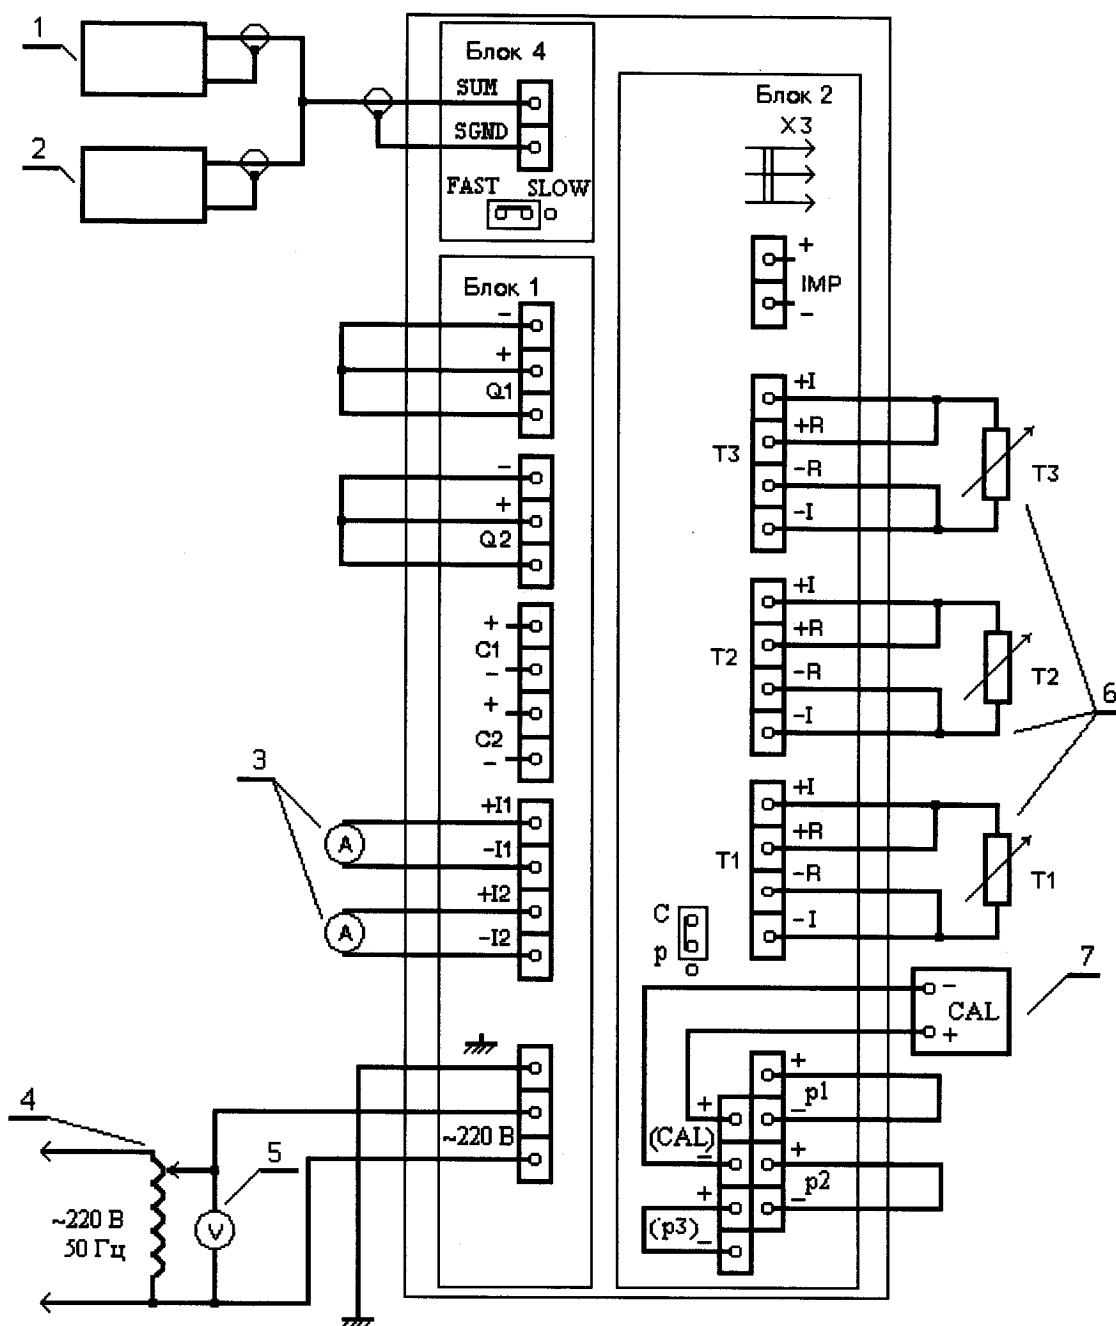 1
2
3
4
5
6
7
Блок 4
SUM
SGND
FAST SLOW
Блок 1
-
+
Q1
-
+
Q2
+
C1
-
+
C2
-
+I1
-I1
+I2
-I2
A
A
~220 В
~220 В
50 Гц
V
Блок 2
X3
+
IMP
-
T3
+I
+R
-R
-I
T3
T2
+I
+R
-R
-I
T2
T1
+I
+R
-R
-I
T1
C
p
-
CAL
+
+
p1
-
+
(CAL)
-
+
p2
-
+
(p3)
-